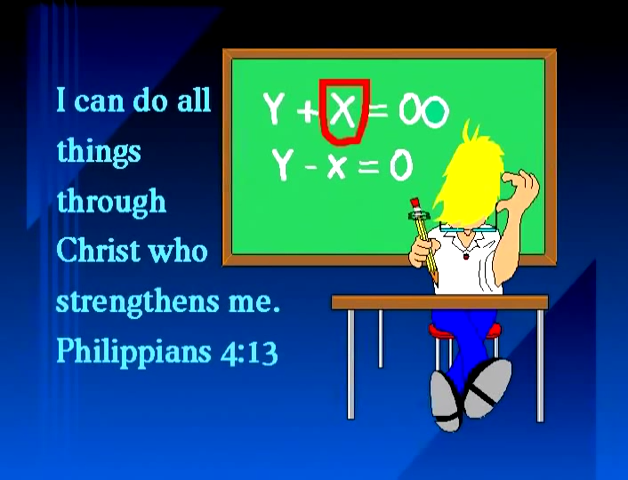 I can do all
things
through
Christ who
strengthens me.
Philippians 4:13
Y + X = 00
Y - x = 0